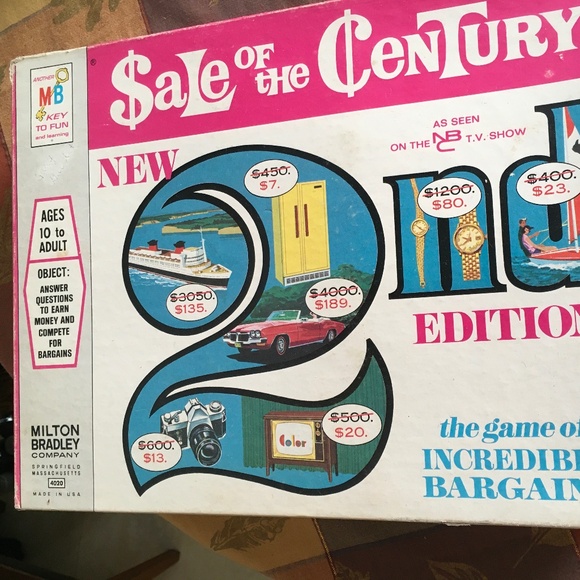 $ale OF THE ¢enTURY
ANOTHER
MB
KEY
TO FUN
and learning
®
AS SEEN
ON THE NBC T.V. SHOW
NEW
2nd
EDITION
$450.
$7.
$1200.
$80.
$400.
$23.
$3050.
$135.
$4000.
$189.
$600.
$13.
Color
$500.
$20.
AGES
10 to
ADULT
OBJECT:
ANSWER
QUESTIONS
TO EARN
MONEY AND
COMPETE
FOR
BARGAINS
MILTON
BRADLEY
COMPANY
SPRINGFIELD
MASSACHUSETTS
4020
MADE IN USA
the game of
INCREDIB
BARGAIN